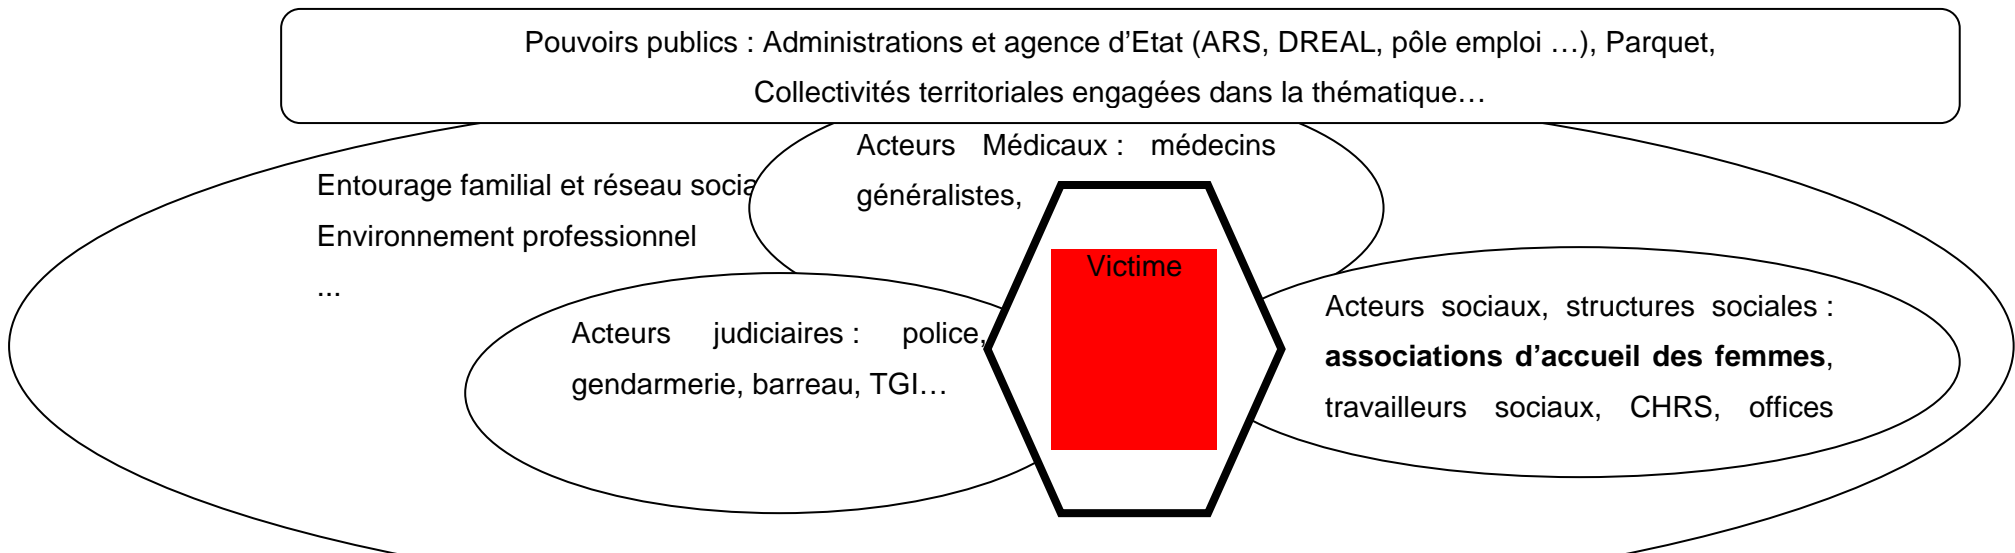 Pouvoirs publics : Administrations et agence d'Etat (ARS, DREAL, pôle emploi …), Parquet,
Collectivités territoriales engagées dans la thématique…
Entourage familial et réseau socia
Environnement professionnel
...
Acteurs Médicaux : médecins
généralistes,
Victime
Acteurs judiciaires : police,
gendarmerie, barreau, TGI…
Acteurs sociaux, structures sociales :
associations d'accueil des femmes,
travailleurs sociaux, CHRS, offices